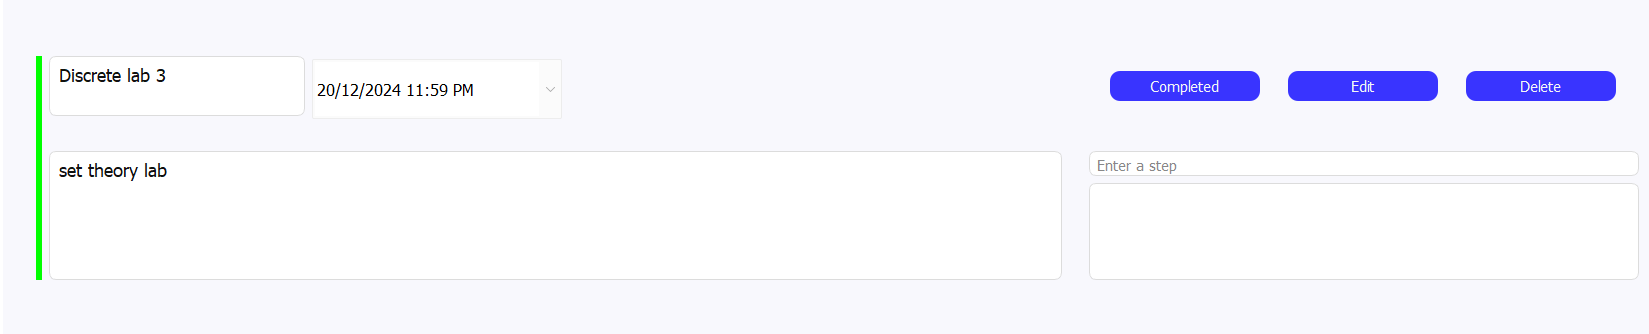 Discrete lab 3
20/12/2024 11:59 PM
Completed
Edit
Delete
set theory lab
Enter a step